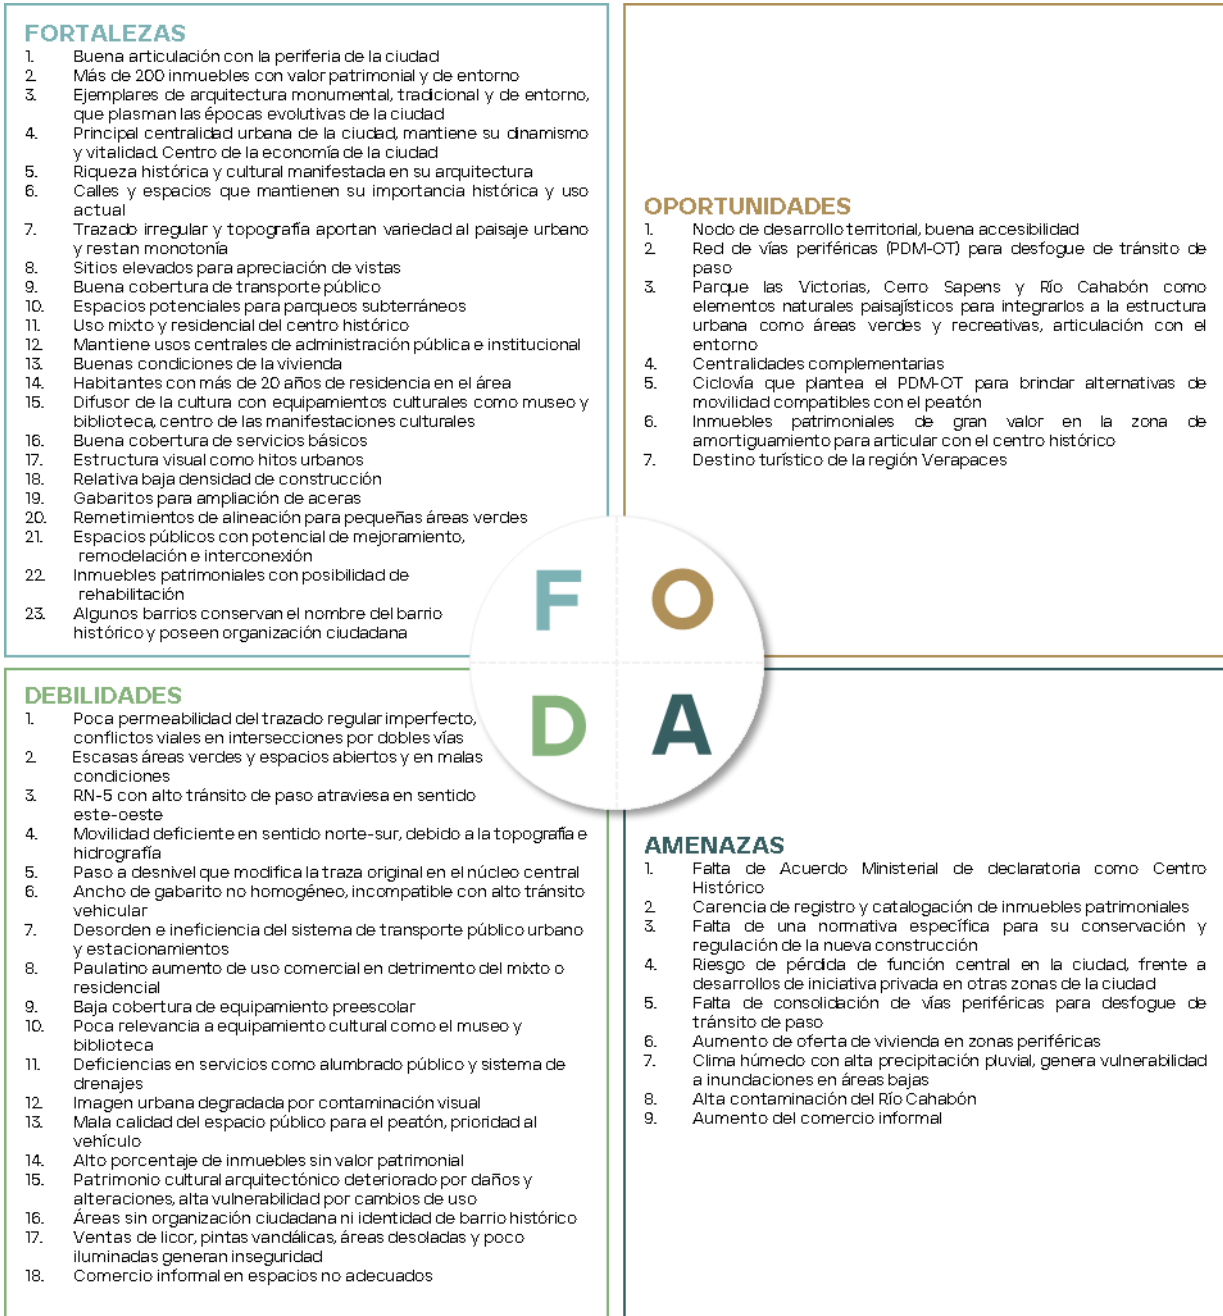 FORTALEZAS
1. Buena articulación con la periferia de la ciudad
2. Más de 200 inmuebles con valor patrimonial y de entorno
3. Ejemplares de arquitectura monumental, tradicional y de entorno,
que plasman las épocas evolutivas de la ciudad
4. Principal centralidad urbana de la ciudad, mantiene su dinamismo
y vitalidad. Centro de la economía de la ciudad
5. Riqueza histórica y cultural manifestada en su arquitectura
6. Calles y espacios que mantienen su importancia histórica y uso
actual
7. Trazado irregular y topografía aportan variedad al paisaje urbano
y restan monotonía
8. Sitios elevados para apreciación de vistas
9. Buena cobertura de transporte público
10. Espacios potenciales para parqueos subterráneos
11. Uso mixto y residencial del centro histórico
12. Mantiene usos centrales de administración pública e institucional
13. Buenas condiciones de la vivienda
14. Habitantes con más de 20 años de residencia en el área
15. Difusor de la cultura con equipamientos culturales como museo y
biblioteca, centro de las manifestaciones culturales
16. Buena cobertura de servicios básicos
17. Estructura visual como hitos urbanos
18. Relativa baja densidad de construcción
19. Gabaritos para ampliación de aceras
20. Remetimientos de alineación para pequeñas áreas verdes
21. Espacios públicos con potencial de mejoramiento,
remodelación e interconexión
22. Inmuebles patrimoniales con posibilidad de
rehabilitación
23. Algunos barrios conservan el nombre del barrio
histórico y poseen organización ciudadana
OPORTUNIDADES
1. Nodo de desarrollo territorial, buena accesibilidad
2. Red de vías periféricas (PDM-OT) para desfogue de tránsito de
paso
3. Parque las Victorias, Cerro Sapens y Río Cahabón como
elementos naturales paisajísticos para integrarlos a la estructura
urbana como áreas verdes y recreativas, articulación con el
entorno
4. Centralidades complementarias
5. Ciclovía que plantea el PDM-OT para brindar alternativas de
movilidad compatibles con el peatón
6. Inmuebles patrimoniales de gran valor en la zona de
amortiguamiento para articular con el centro histórico
7. Destino turístico de la región Verapaces
F O
D A
DEBILIDADES
1. Poca permeabilidad del trazado regular imperfecto,
conflictos viales en intersecciones por dobles vías
2. Escasas áreas verdes y espacios abiertos y en malas
condiciones
3. RN-5 con alto tránsito de paso atraviesa en sentido
este-oeste
4. Movilidad deficiente en sentido norte-sur, debido a la topografía e
hidrografía
5. Paso a desnivel que modifica la traza original en el núcleo central
6. Ancho de gabarito no homogéneo, incompatible con alto tránsito
vehicular
7. Desorden e ineficiencia del sistema de transporte público urbano
y estacionamientos
8. Paulatino aumento de uso comercial en detrimento del mixto o
residencial
9. Baja cobertura de equipamiento preescolar
10. Poca relevancia a equipamiento cultural como el museo y
biblioteca
11. Deficiencias en servicios como alumbrado público y sistema de
drenajes
12. Imagen urbana degradada por contaminación visual
13. Mala calidad del espacio público para el peatón, prioridad al
vehículo
14. Alto porcentaje de inmuebles sin valor patrimonial
15. Patrimonio cultural arquitectónico deteriorado por daños y
alteraciones, alta vulnerabilidad por cambios de uso
16. Áreas sin organización ciudadana ni identidad de barrio histórico
17. Ventas de licor, pintas vandálicas, áreas desoladas y poco
iluminadas generan inseguridad
18. Comercio informal en espacios no adecuados
AMENAZAS
1. Falta de Acuerdo Ministerial de declaratoria como Centro
Histórico
2. Carencia de registro y catalogación de inmuebles patrimoniales
3. Falta de una normativa específica para su conservación y
regulación de la nueva construcción
4. Riesgo de pérdida de función central en la ciudad, frente a
desarrollos de iniciativa privada en otras zonas de la ciudad
5. Falta de consolidación de vías periféricas para desfogue de
tránsito de paso
6. Aumento de oferta de vivienda en zonas periféricas
7. Clima húmedo con alta precipitación pluvial, genera vulnerabilidad
a inundaciones en áreas bajas
8. Alta contaminación del Río Cahabón
9. Aumento del comercio informal